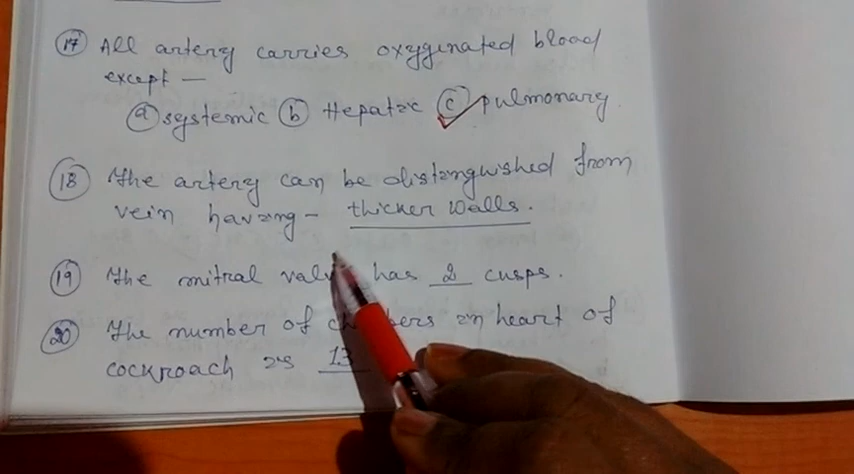 17 All artery carries oxyginated blood
except —
a systemic b Hepatic c pulmonary
18 The artery can be distinguished from
vein having - thicker walls.
19 The mitral valve has 2 cusps.
20 The number of chambers in heart of
cockroach is 13